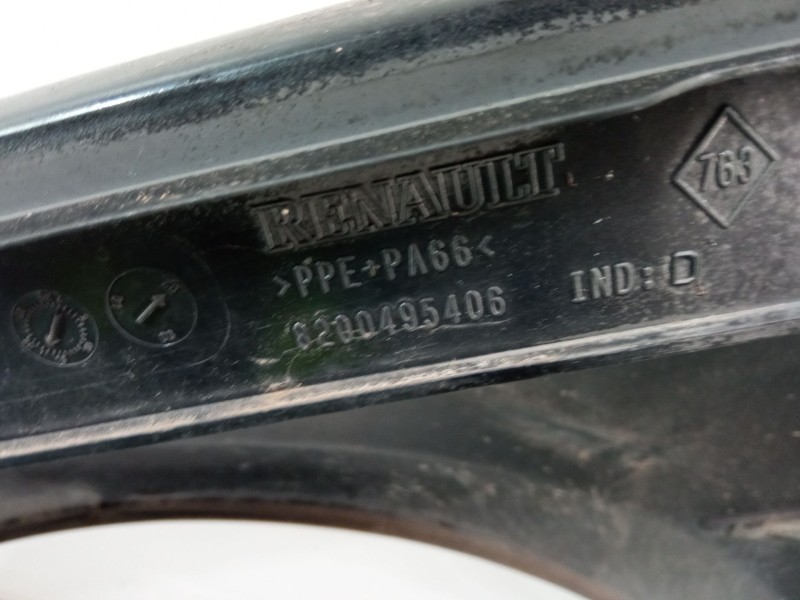 RENAULT
763
>PPE+PA66<
IND: D
8200495406